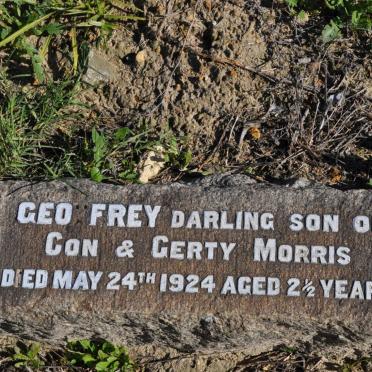 GEO FREY DARLING SON O
CON & GERTY MORRIS
DIED MAY 24TH 1924 AGED 2½ YEAR